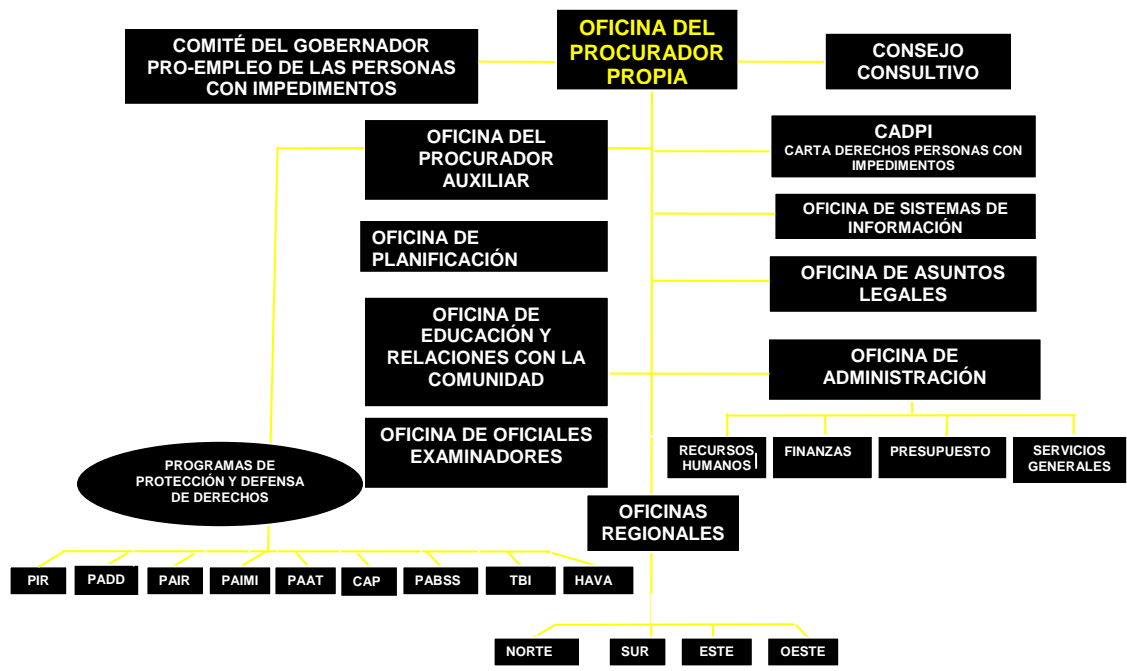 OFICINA DEL
PROCURADOR
PROPIA
COMITÉ DEL GOBERNADOR
PRO-EMPLEO DE LAS PERSONAS
CON IMPEDIMENTOS
CONSEJO
CONSULTIVO
OFICINA DEL
PROCURADOR
AUXILIAR
CADPI
CARTA DERECHOS PERSONAS CON
IMPEDIMENTOS
OFICINA DE
PLANIFICACIÓN
OFICINA DE SISTEMAS DE
INFORMACIÓN
OFICINA DE ASUNTOS
LEGALES
OFICINA DE
EDUCACIÓN Y
RELACIONES CON LA
COMUNIDAD
OFICINA DE
ADMINISTRACIÓN
OFICINA DE OFICIALES
EXAMINADORES
RECURSOS
HUMANOS
FINANZAS
PRESUPUESTO
SERVICIOS
GENERALES
PROGRAMAS DE
PROTECCIÓN Y DEFENSA
DE DERECHOS
OFICINAS
REGIONALES
PIR
PADD
PAIR
PAIMI
PAAT
CAP
PABSS
TBI
HAVA
NORTE
SUR
ESTE
OESTE